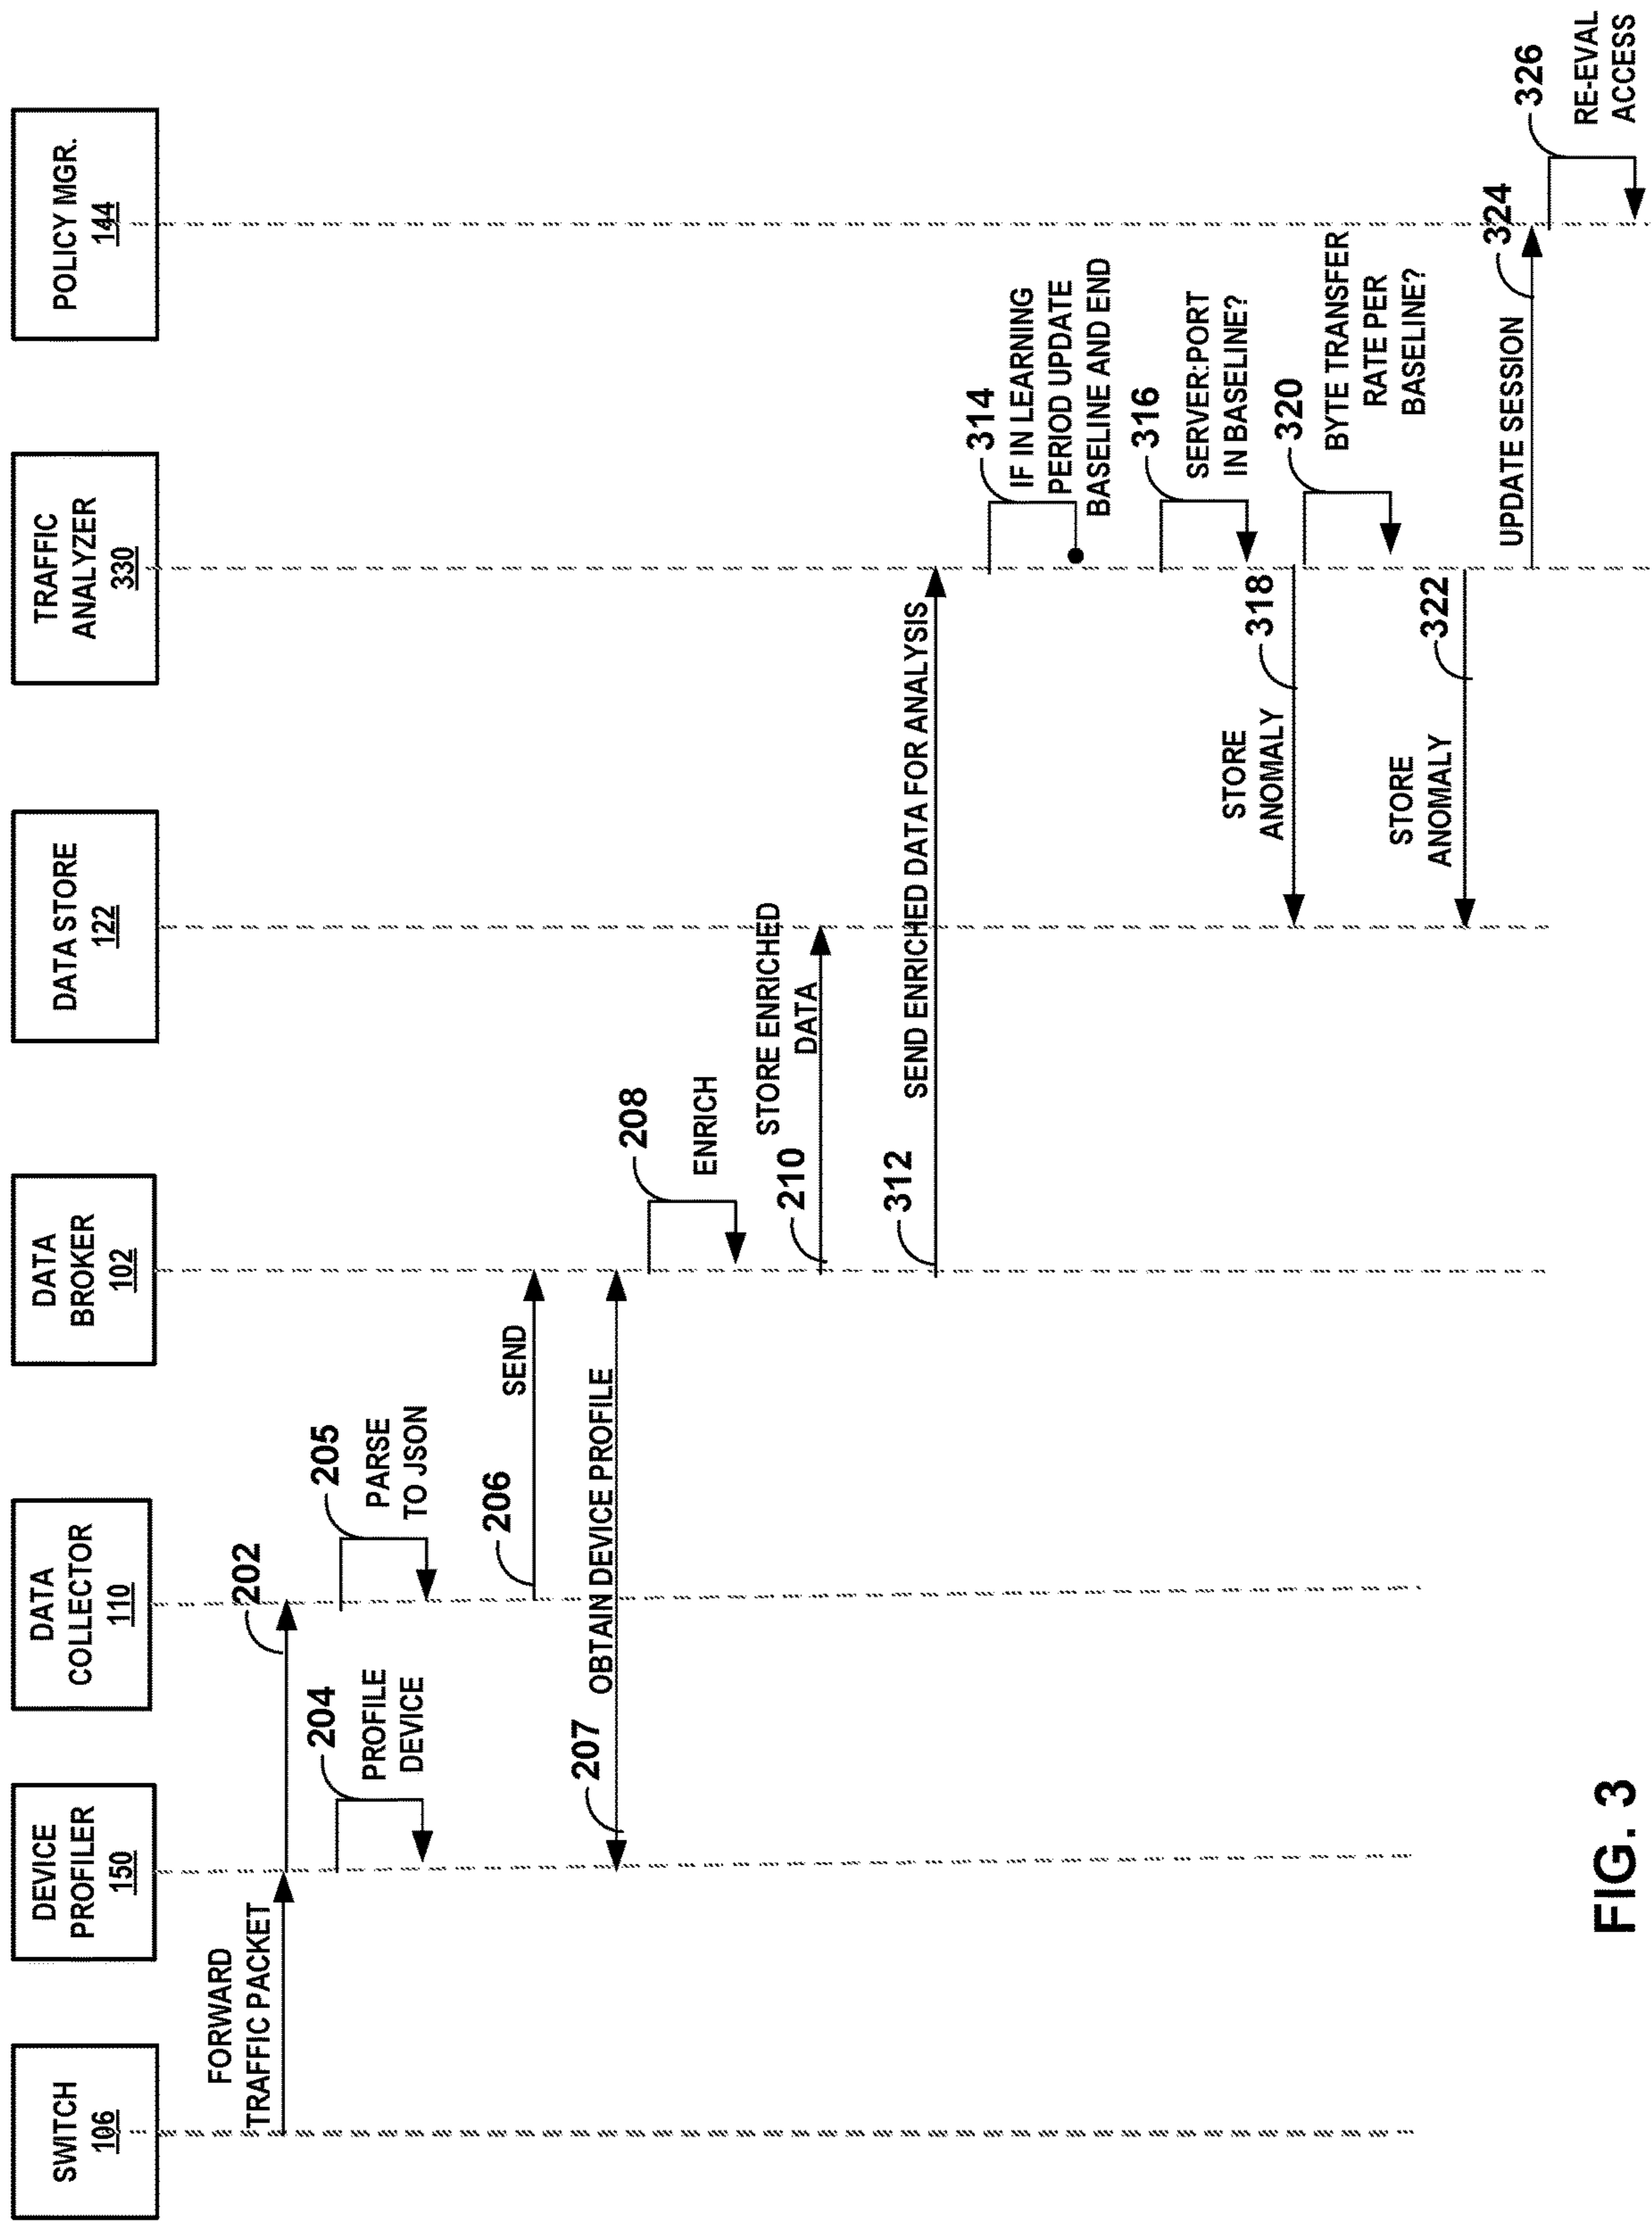 SWITCH
106
DEVICE
PROFILER
150
DATA
COLLECTOR
110
DATA
BROKER
102
DATA STORE
122
TRAFFIC
ANALYZER
330
POLICY MGR.
144
FORWARD
TRAFFIC PACKET
202
204
PROFILE
DEVICE
205
PARSE
TO JSON
206
SEND
207
OBTAIN DEVICE PROFILE
208
ENRICH
STORE ENRICHED
DATA
210
312
SEND ENRICHED DATA FOR ANALYSIS
314
IF IN LEARNING
PERIOD UPDATE
BASELINE AND END
316
SERVER:PORT
IN BASELINE?
318
STORE
ANOMALY
320
BYTE TRANSFER
RATE PER
BASELINE?
322
STORE
ANOMALY
324
UPDATE SESSION
326
RE-EVAL
ACCESS
FIG. 3